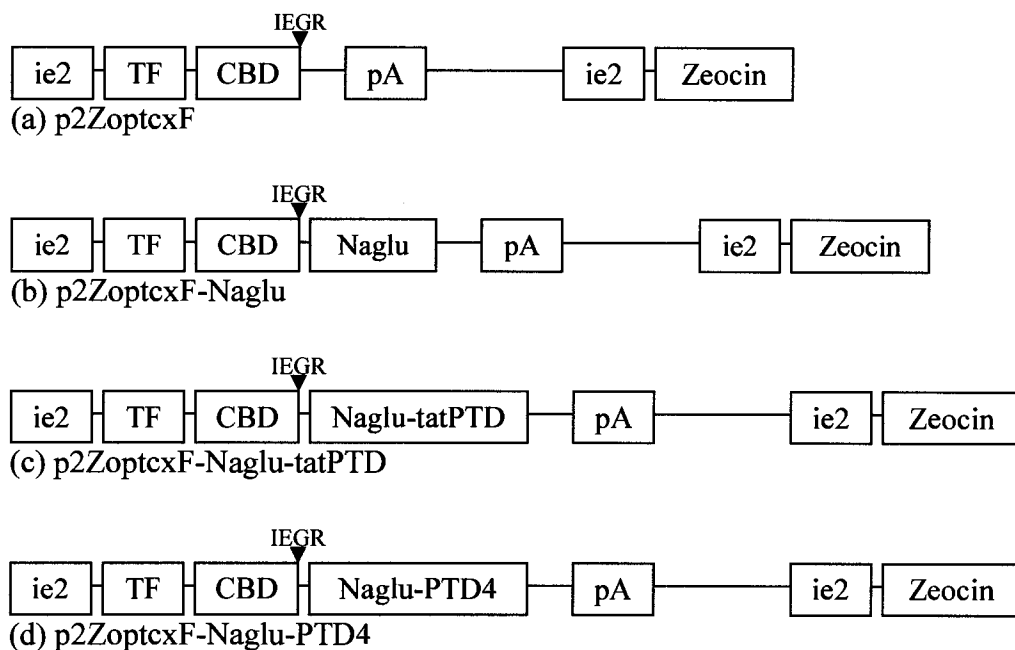 IEGR
ie2 TF CBD pA ie2 Zeocin
(a) p2ZoptcxF
IEGR
ie2 TF CBD Naglu pA ie2 Zeocin
(b) p2ZoptcxF-Naglu
IEGR
ie2 TF CBD Naglu-tatPTD pA ie2 Zeocin
(c) p2ZoptcxF-Naglu-tatPTD
IEGR
ie2 TF CBD Naglu-PTD4 pA ie2 Zeocin
(d) p2ZoptcxF-Naglu-PTD4